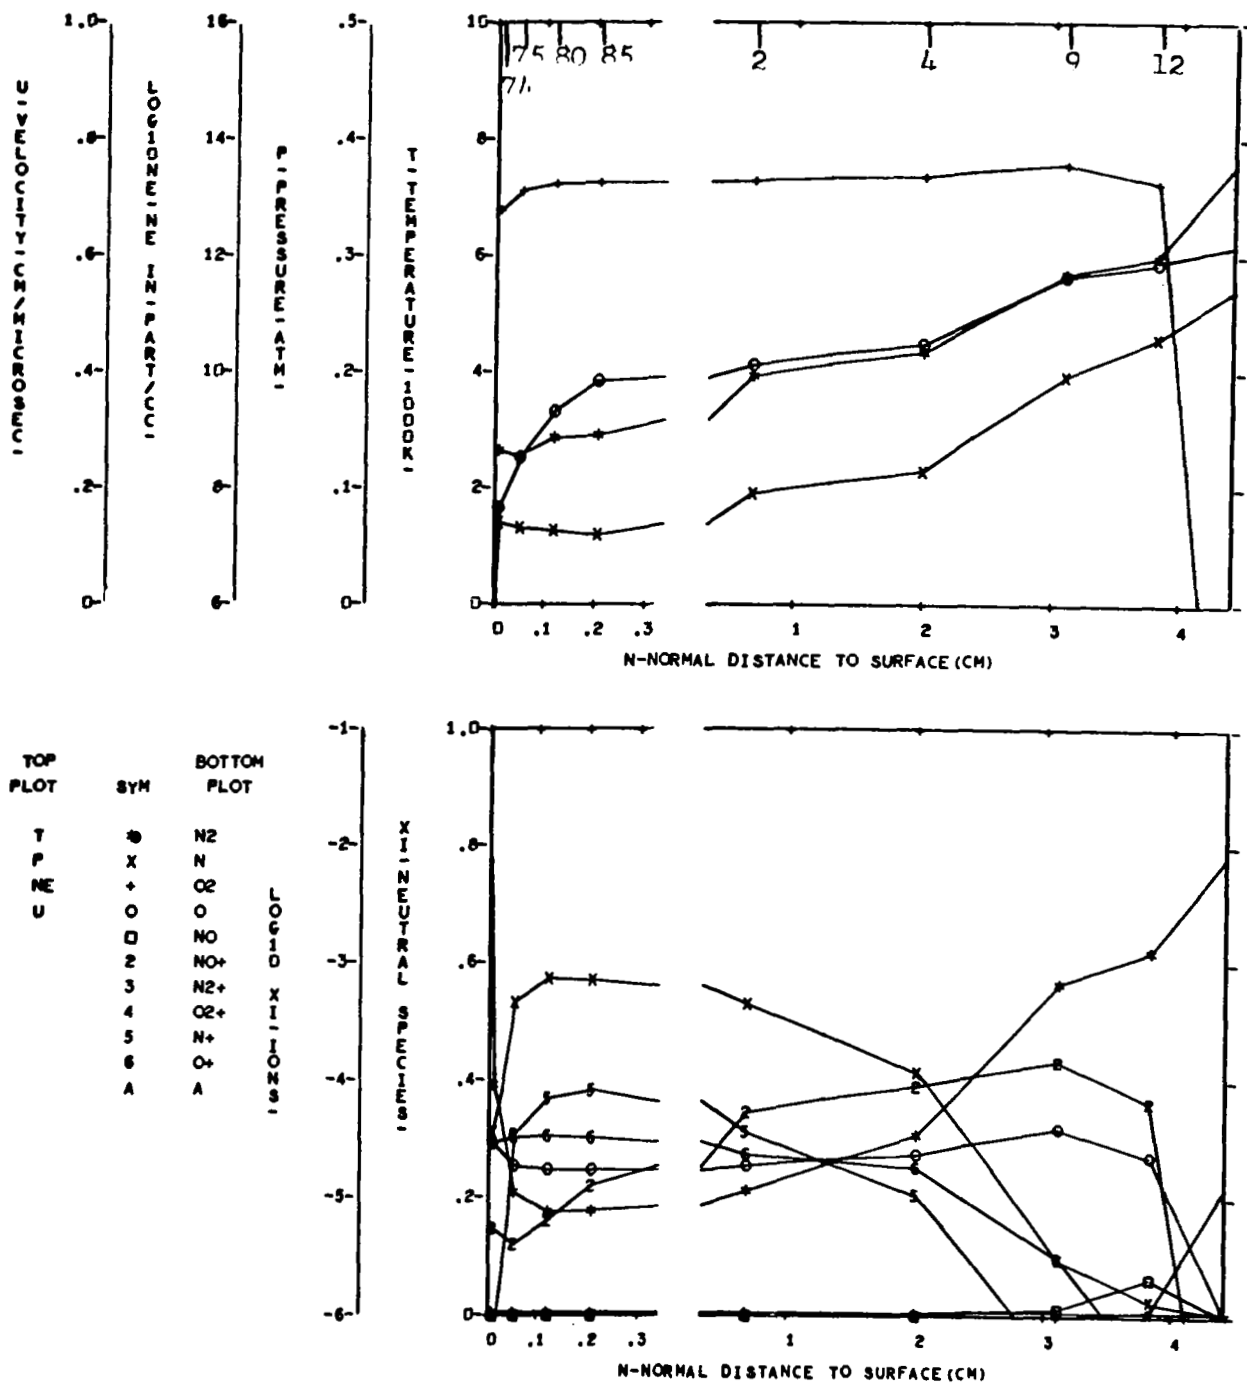 1.0-
.8-
.6-
.4-
.2-
0-
U-VELOCITY-CM/MICROSEC-
16-
14-
12-
10-
8-
6-
LOG10NE-NE IN-PART/CC-
.5-
.4-
.3-
.2-
.1-
0-
P-PRESSURE-ATM-
10
8
6
4
2
0
T-TEMPERATURE-1000K-
75 80 85 2 4 9 12
74
0 .1 .2 .3 1 2 3 4
N-NORMAL DISTANCE TO SURFACE(CM)
TOP BOTTOM
PLOT SYM PLOT
T * N2
P X N
NE + O2
U O O
□ NO
2 NO+
3 N2+
4 O2+
5 N+
6 O+
A A
-1-
-2-
-3-
-4-
-5-
-6-
LOG10 XI-IONS-
1.0
.8
.6
.4
.2
0
XI-NEUTRAL SPECIES-
0 .1 .2 .3 1 2 3 4
N-NORMAL DISTANCE TO SURFACE(CM)